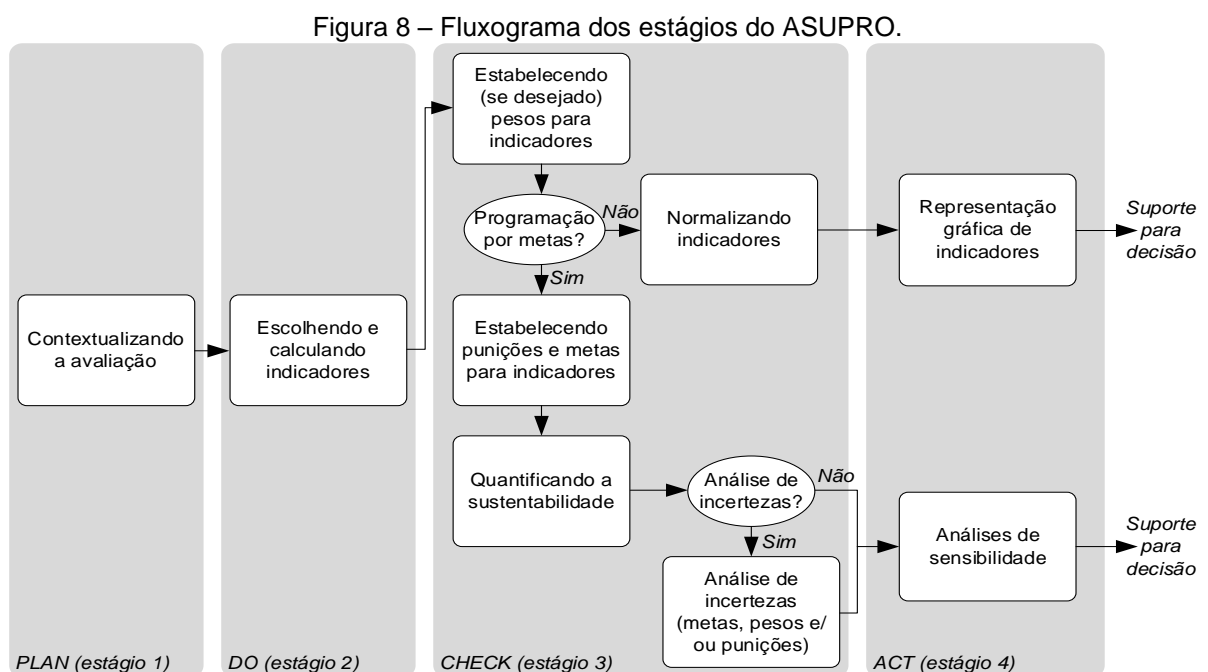 Figura 8 – Fluxograma dos estágios do ASUPRO.
Contextualizando
a avaliação
PLAN (estágio 1)
Escolhendo e
calculando
indicadores
DO (estágio 2)
Estabelecendo
(se desejado)
pesos para
indicadores
Programação
por metas?
Não
Normalizando
indicadores
Sim
Estabelecendo
punições e metas
para indicadores
Quantificando a
sustentabilidade
Análise de
incertezas?
Não
Sim
Análise de
incertezas
(metas, pesos e/
ou punições)
CHECK (estágio 3)
Representação
gráfica de
indicadores
Suporte
para
decisão
Análises de
sensibilidade
Suporte
para
decisão
ACT (estágio 4)